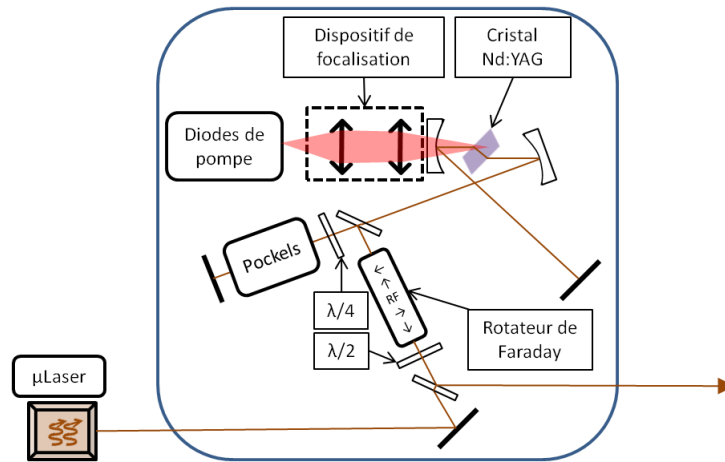 Dispositif de
focalisation
Cristal
Nd:YAG
Diodes de
pompe
Pockels
λ/4
RF
λ/2
Rotateur de
Faraday
µLaser